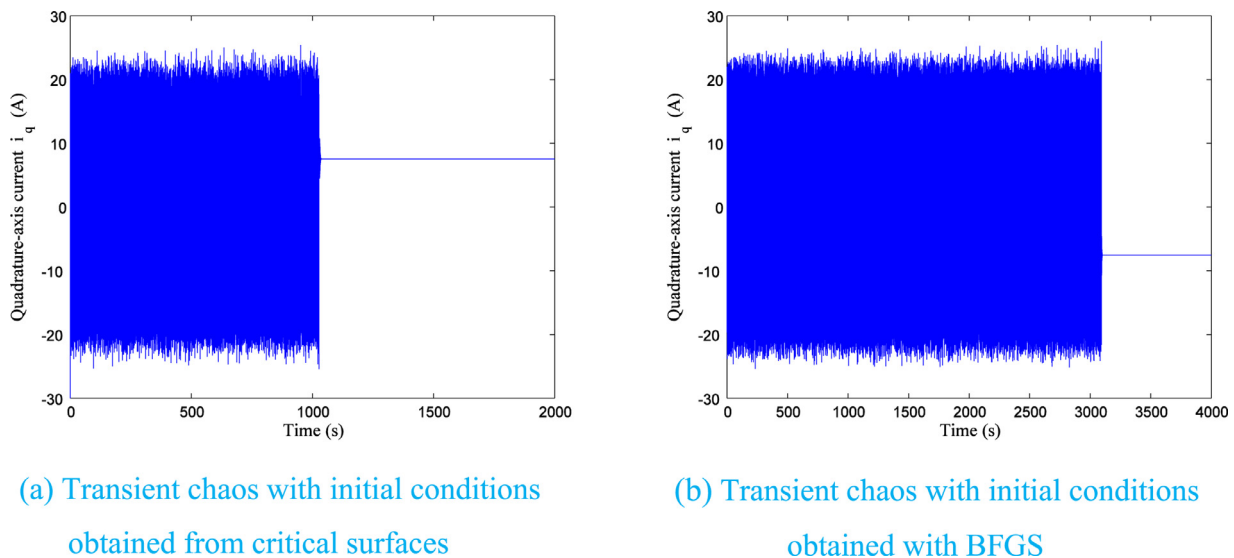 30
20
10
0
-10
-20
-30
Quadrature-axis current i q (A)
0 500 1000 1500 2000
Time (s)
(a) Transient chaos with initial conditions
obtained from critical surfaces
30
20
10
0
-10
-20
-30
Quadrature-axis current i q (A)
0 500 1000 1500 2000 2500 3000 3500 4000
Time (s)
(b) Transient chaos with initial conditions
obtained with BFGS